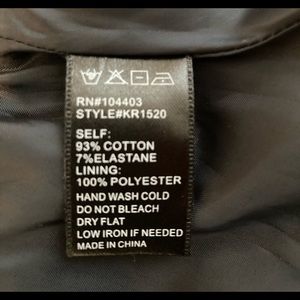 RN#104403
STYLE#KR1520
SELF:
93% COTTON
7%ELASTANE
LINING:
100% POLYESTER
HAND WASH COLD
DO NOT BLEACH
DRY FLAT
LOW IRON IF NEEDED
MADE IN CHINA